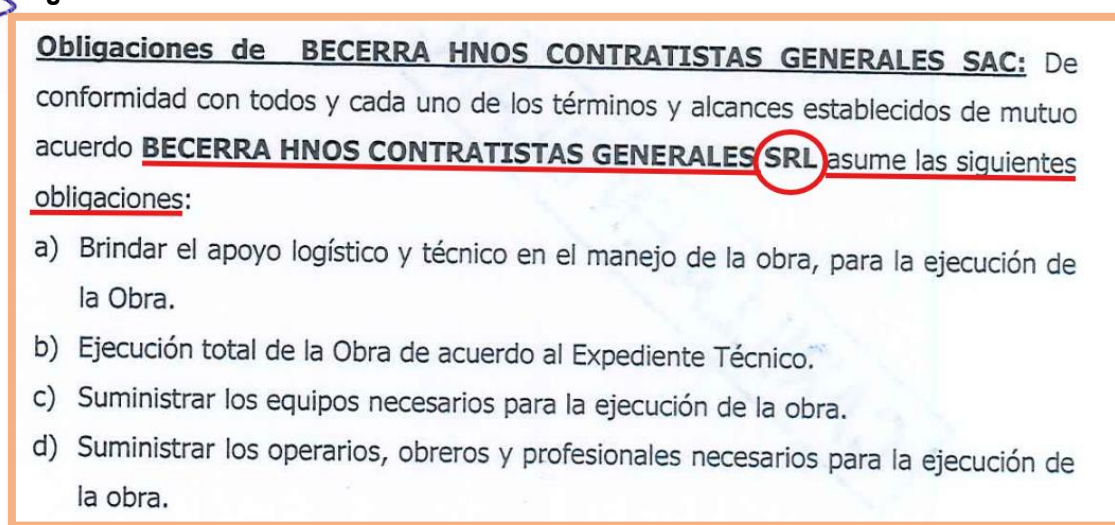 Obligaciones de BECERRA HNOS CONTRATISTAS GENERALES SAC: De
conformidad con todos y cada uno de los términos y alcances establecidos de mutuo
acuerdo BECERRA HNOS CONTRATISTAS GENERALES SRL asume las siguientes
obligaciones:
a) Brindar el apoyo logístico y técnico en el manejo de la obra, para la ejecución de
la Obra.
b) Ejecución total de la Obra de acuerdo al Expediente Técnico.
c) Suministrar los equipos necesarios para la ejecución de la obra.
d) Suministrar los operarios, obreros y profesionales necesarios para la ejecución de
la obra.